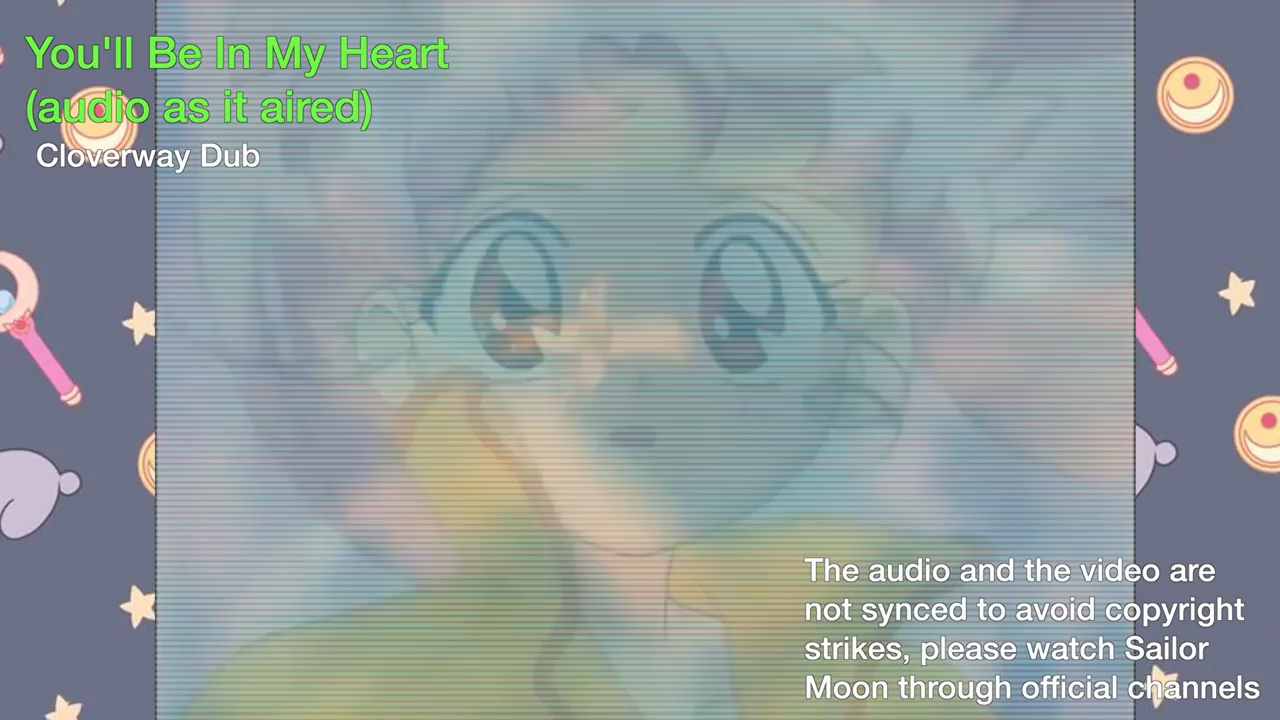 You'll Be In My Heart
(audio as it aired)
Cloverway Dub
The audio and the video are
not synced to avoid copyright
strikes, please watch Sailor
Moon through official channels